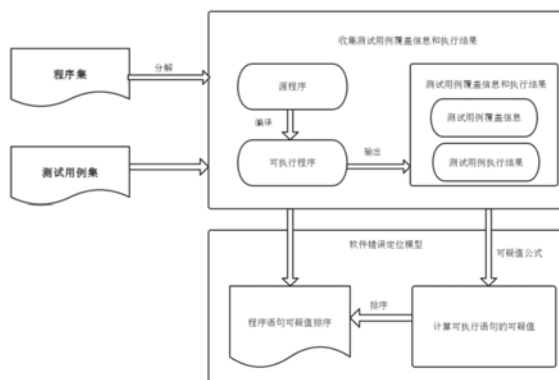 收集测试用例覆盖信息和执行结果
程序集
分解
源程序
测试用例覆盖信息和执行结果
测试用例覆盖信息
编译
测试用例集
可执行程序
输出
测试用例执行结果
软件错误定位模型
可疑值公式
程序语句可疑值排序
排序
计算可执行语句的可疑值